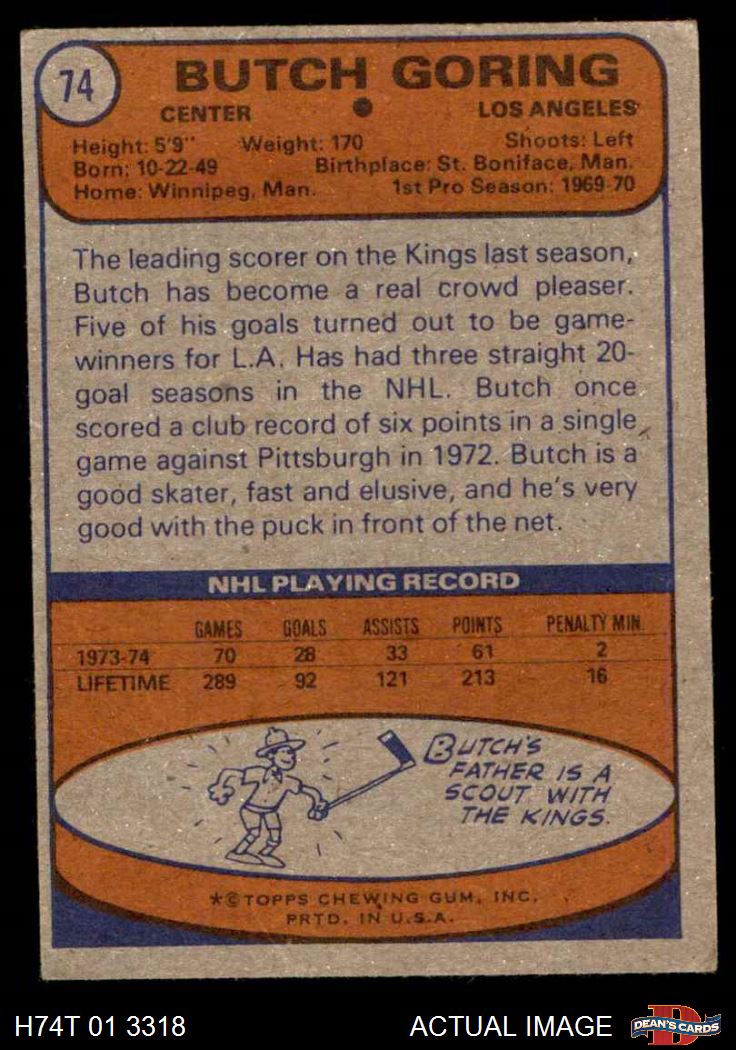 74
BUTCH GORING
CENTER
LOS ANGELES
Height: 5'9" Weight: 170 Shoots: Left
Born: 10-22-49 Birthplace: St. Boniface, Man.
Home: Winnipeg, Man. 1st Pro Season: 1969-70
The leading scorer on the Kings last season,
Butch has become a real crowd pleaser.
Five of his goals turned out to be game-
winners for L.A. Has had three straight 20-
goal seasons in the NHL. Butch once
scored a club record of six points in a single
game against Pittsburgh in 1972. Butch is a
good skater, fast and elusive, and he's very
good with the puck in front of the net.
NHL PLAYING RECORD
GAMES GOALS ASSISTS POINTS PENALTY MIN.
1973-74 70 28 33 61 2
LIFETIME 289 92 121 213 16
BUTCH'S
FATHER IS A
SCOUT WITH
THE KINGS.
*© TOPPS CHEWING GUM, INC.
PRTD. IN U.S.A.
H74T 01 3318 ACTUAL IMAGE
D
DEAN'S CARDS